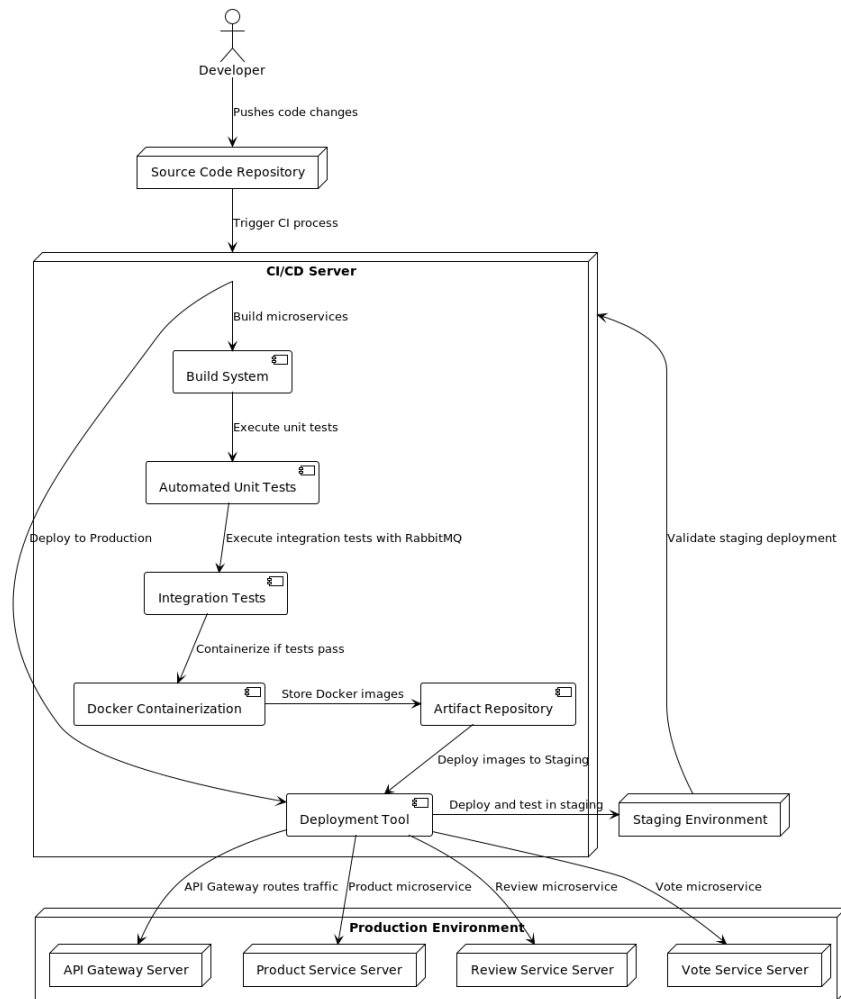 Developer
Pushes code changes
Source Code Repository
Trigger CI process
CI/CD Server
Build microservices
Build System
Execute unit tests
Automated Unit Tests
Deploy to Production
Execute integration tests with RabbitMQ
Validate staging deployment
Integration Tests
Containerize if tests pass
Docker Containerization
Store Docker images
Artifact Repository
Deploy images to Staging
Deployment Tool
Deploy and test in staging
Staging Environment
API Gateway routes traffic
Product microservice
Review microservice
Vote microservice
Production Environment
API Gateway Server
Product Service Server
Review Service Server
Vote Service Server